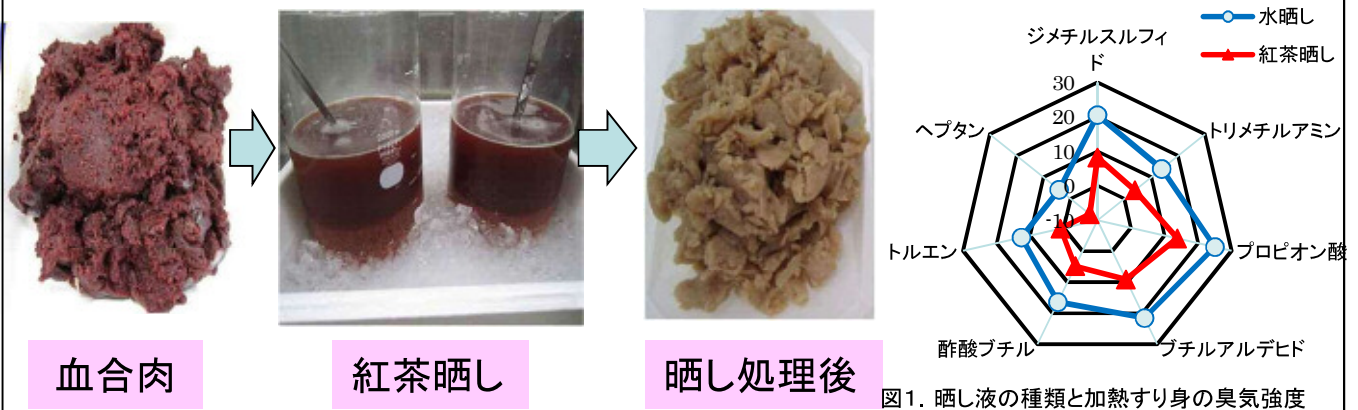 血合肉
紅茶晒し
晒し処理後
水晒し
紅茶晒し
ジメチルスルフィ
ド
トリメチルアミン
プロピオン酸
ブチルアルデヒド
酢酸ブチル
トルエン
ヘプタン
30
20
10
0
-10
図1. 晒し液の種類と加熱すり身の臭気強度